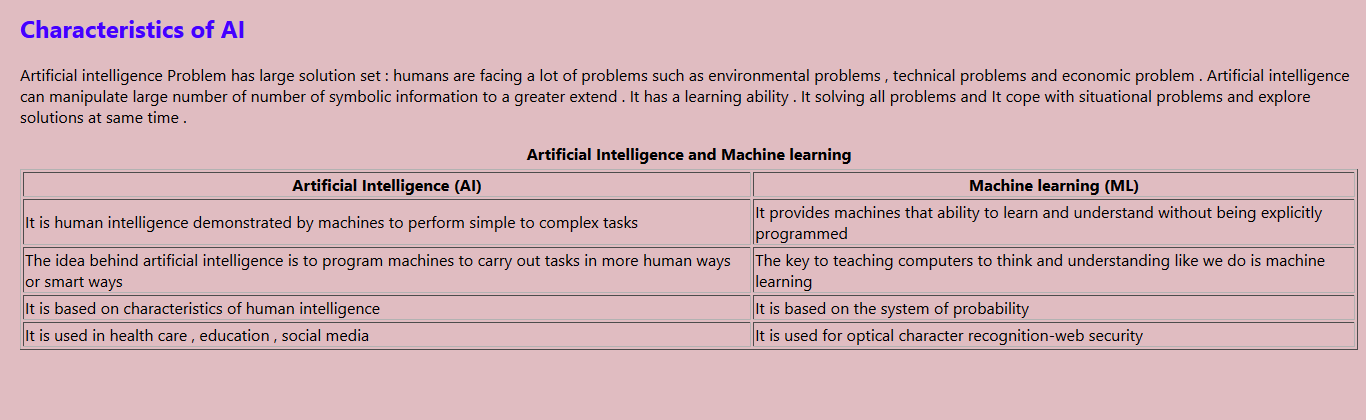 Characteristics of AI
Artificial intelligence Problem has large solution set : humans are facing a lot of problems such as environmental problems , technical problems and economic problem . Artificial intelligence
can manipulate large number of number of symbolic information to a greater extend . It has a learning ability . It solving all problems and It cope with situational problems and explore
solutions at same time .
Artificial Intelligence and Machine learning
Artificial Intelligence (AI)
Machine learning (ML)
It is human intelligence demonstrated by machines to perform simple to complex tasks
It provides machines that ability to learn and understand without being explicitly
programmed
The idea behind artificial intelligence is to program machines to carry out tasks in more human ways
or smart ways
The key to teaching computers to think and understanding like we do is machine
learning
It is based on characteristics of human intelligence
It is based on the system of probability
It is used in health care , education , social media
It is used for optical character recognition-web security